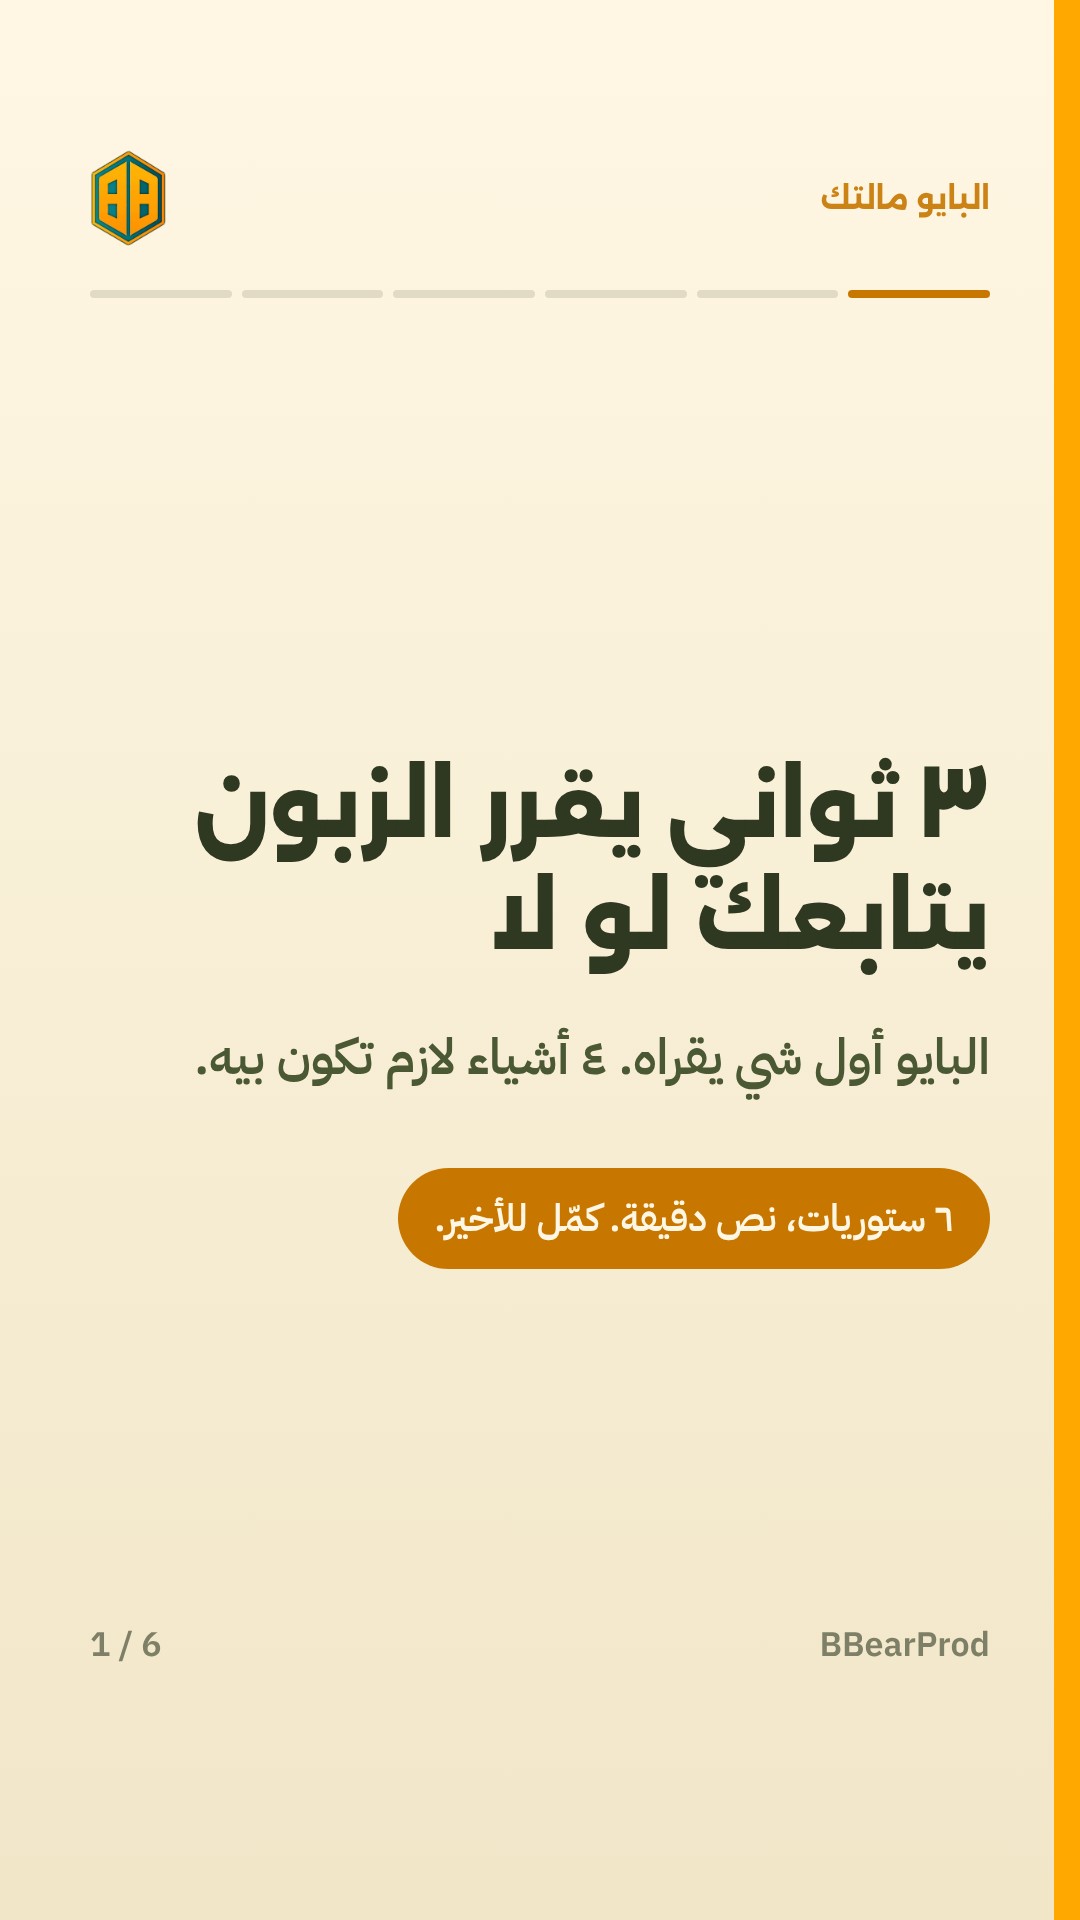 البايو مالتك
٣ ثواني يقرر الزبون
يتابعك لو لا
البايو أول شي يقراه. ٤ أشياء لازم تكون بيه.
٦ ستوريات، نص دقيقة. كمّل للأخير.
BBearProd
1 / 6